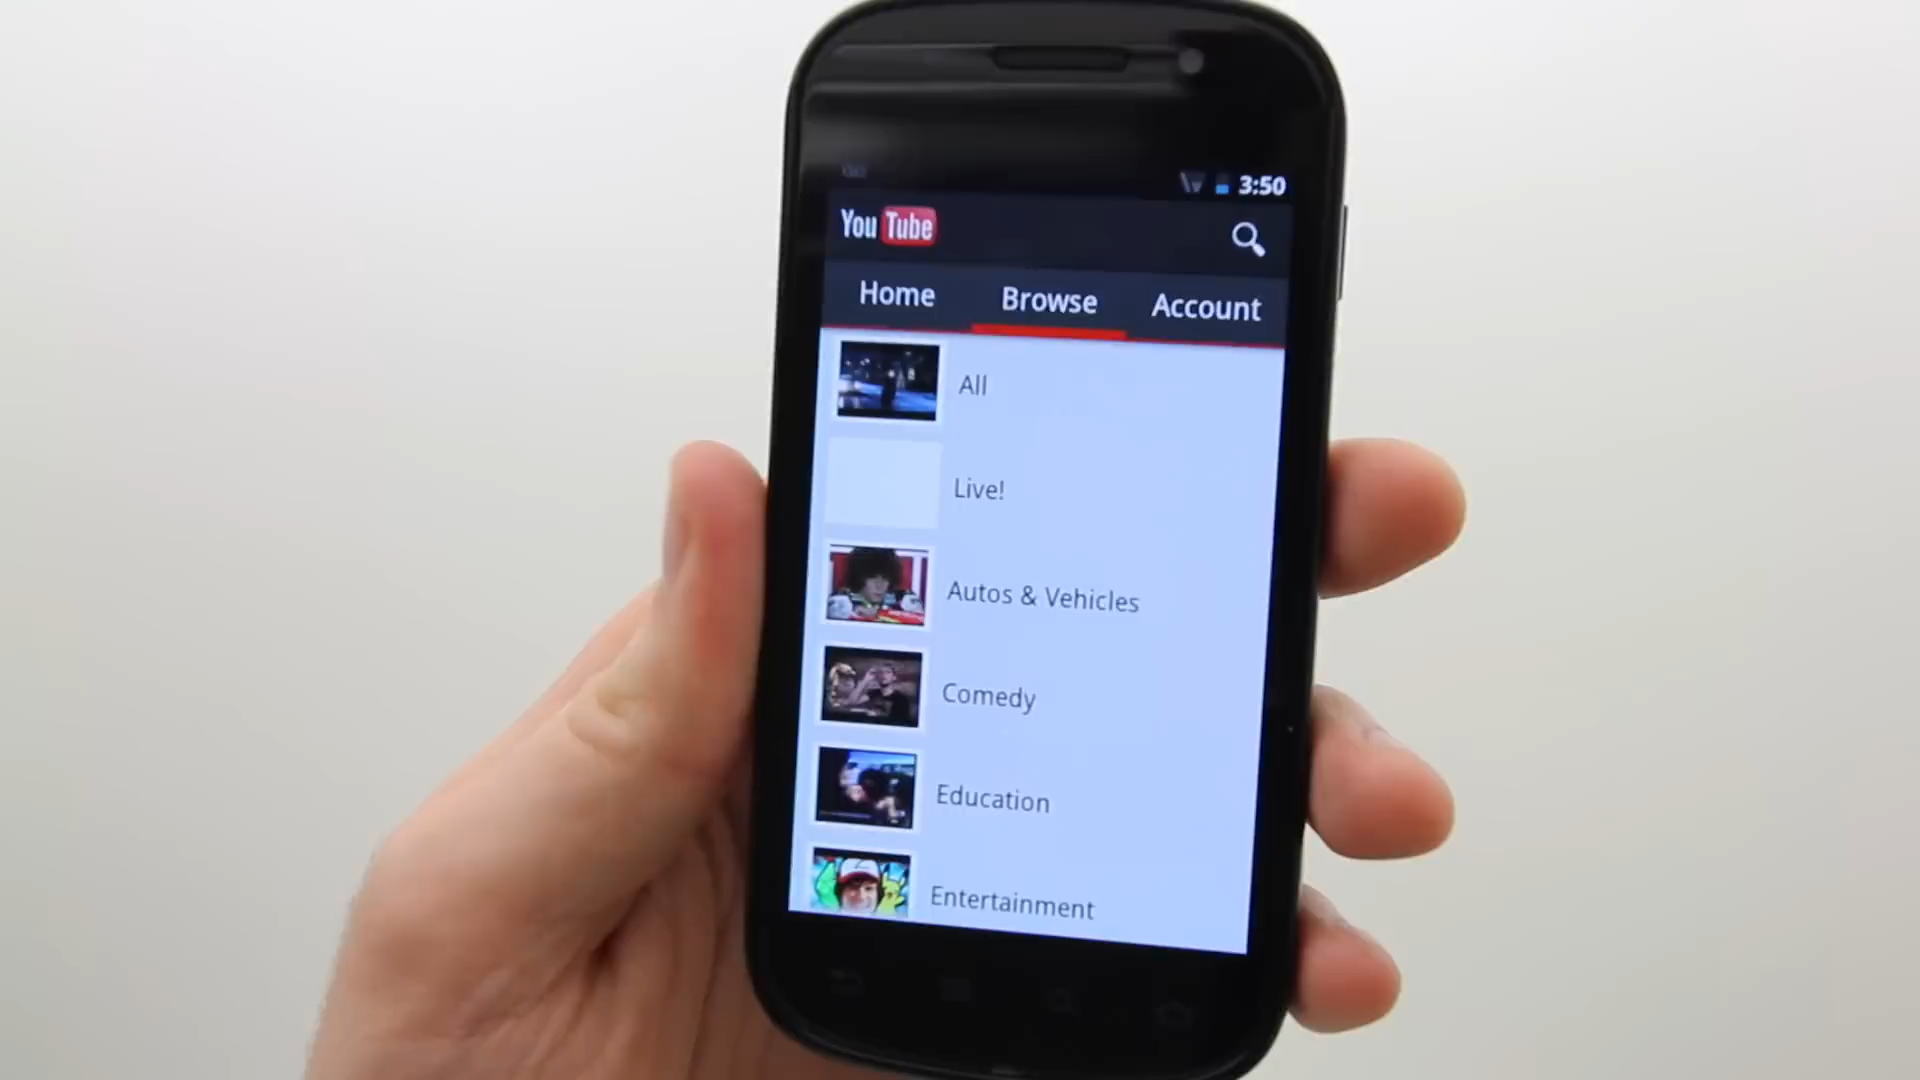 3:50
YouTube
Home Browse Account
All
Live!
Autos & Vehicles
Comedy
Education
Entertainment